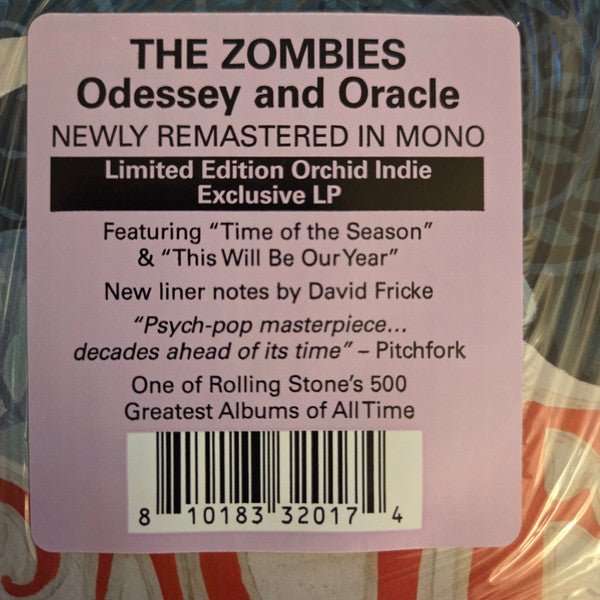 THE ZOMBIES
Odessey and Oracle
NEWLY REMASTERED IN MONO
Limited Edition Orchid Indie
Exclusive LP
Featuring “Time of the Season”
& “This Will Be Our Year”
New liner notes by David Fricke
“Psych-pop masterpiece...
decades ahead of its time” – Pitchfork
One of Rolling Stone’s 500
Greatest Albums of All Time
8 10183 32017 4